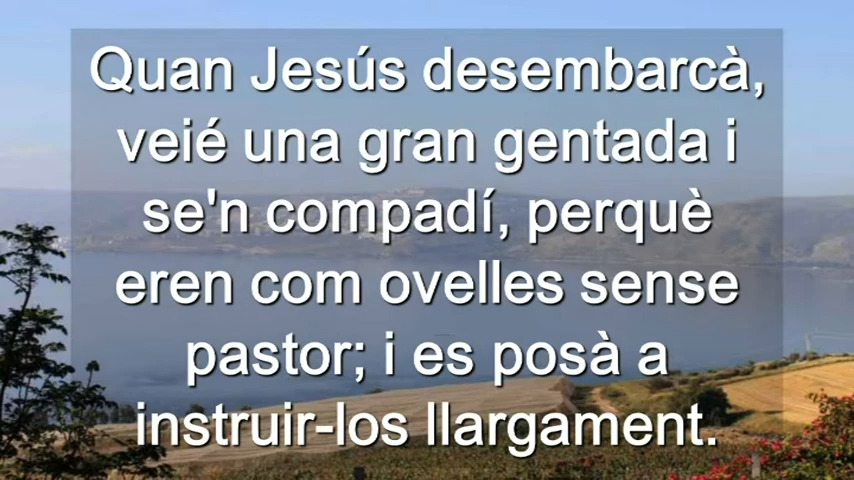 Quan Jesús desembarcà,
veié una gran gentada i
se'n compadí, perquè
eren com ovelles sense
pastor; i es posà a
instruir-los llargament.